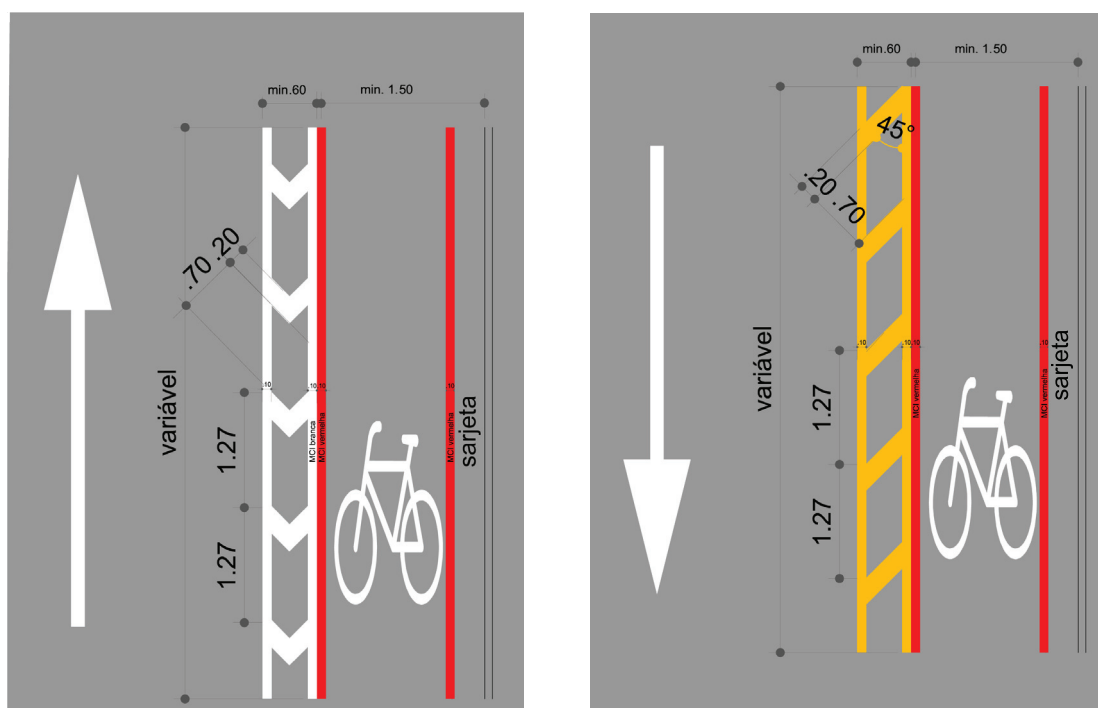 min.60
min. 1.50
.70 .20
variável
.10
.10
.10
.10
1.27
MCI branca
MCI vermelha
MCI vermelha
sarjeta
1.27
min.60
min. 1.50
45°
.20 .70
variável
.10
.10
.10
.10
sarjeta
MCI vermelha
MCI vermelha
1.27
1.27